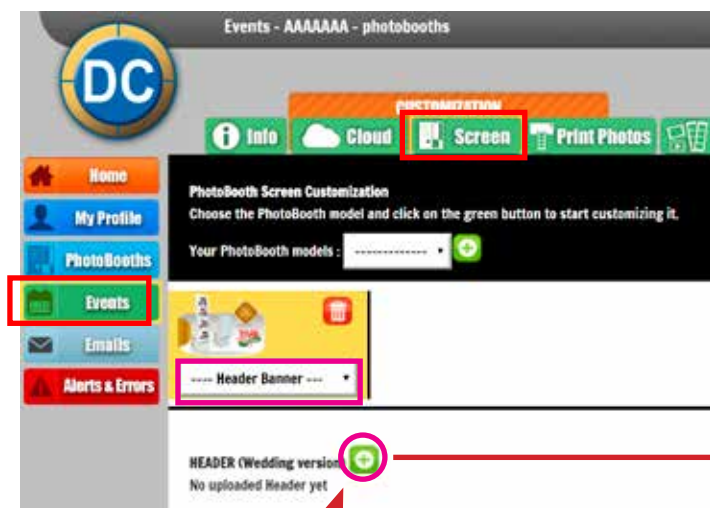 Events - AAAAAAA - photobooths
DC
CUSTOMIZATION
Info
Cloud
Screen
Print Photos
Home
My Profile
PhotoBooths
Events
Emails
Alerts & Errors
PhotoBooth Screen Customization
Choose the PhotoBooth model and click on the green button to start customizing it.
Your PhotoBooth models : -------------
---- Header Banner ---
HEADER (Wedding version)
No uploaded Header yet